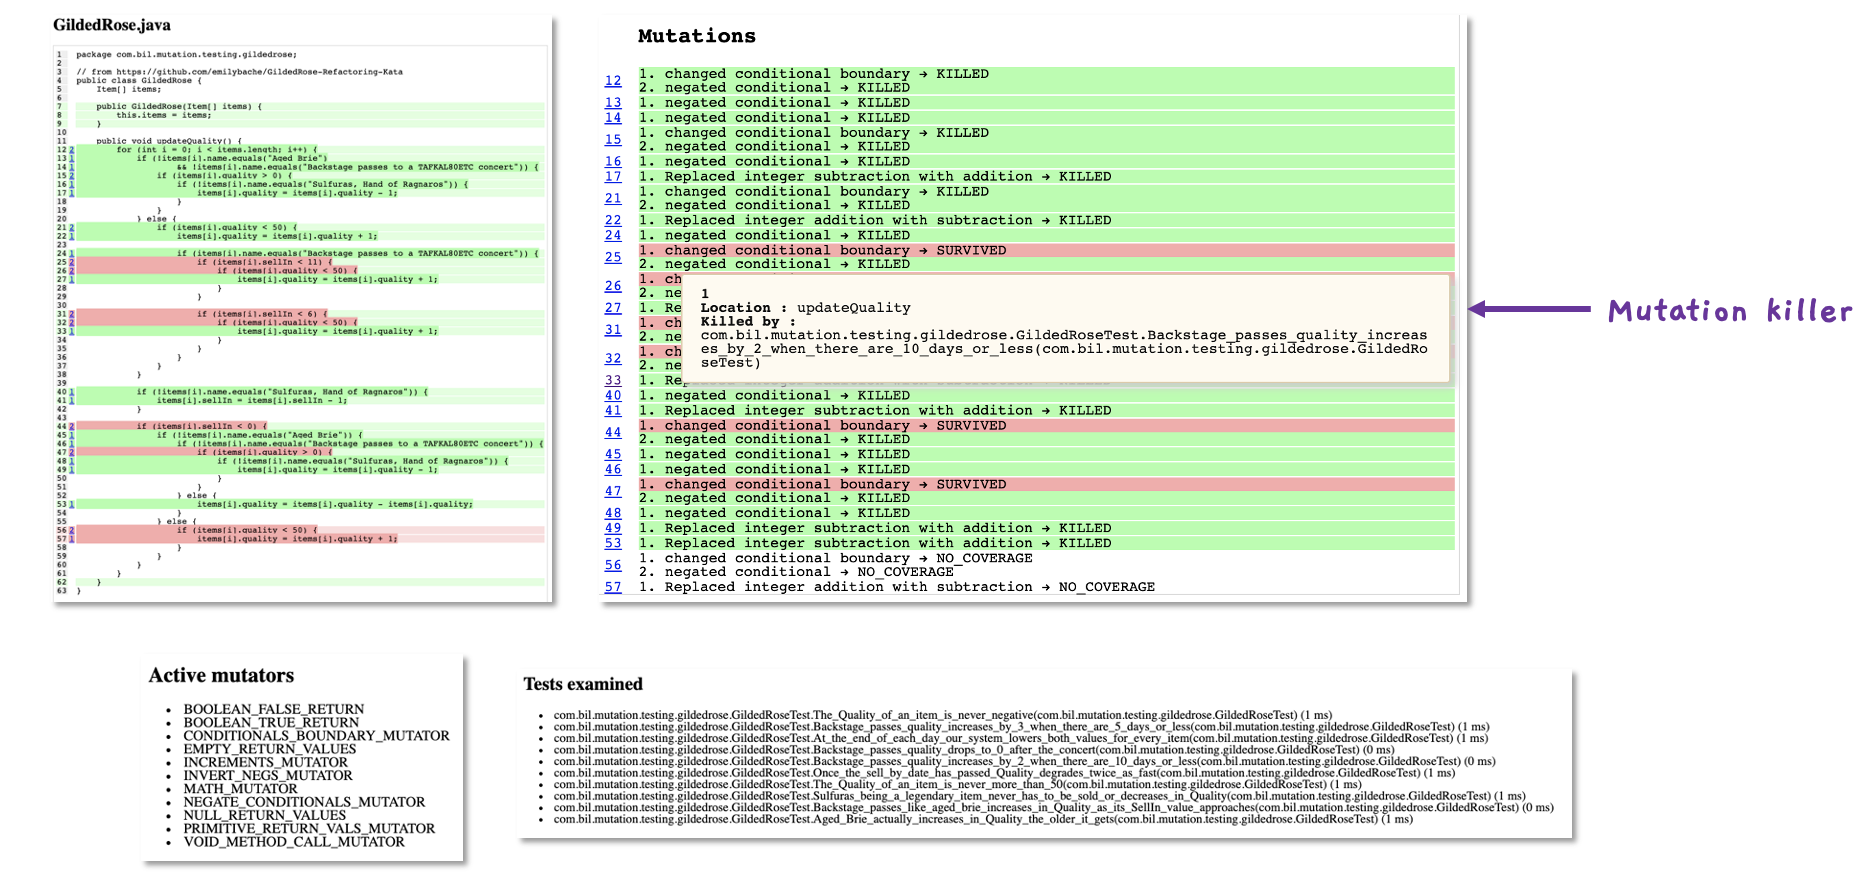 GildedRose.java
1 package com.bil.mutation.testing.gildedrose;
2
3 // from https://github.com/emilybache/GildedRose-Refactoring-Kata
4 public class GildedRose {
5 Item[] items;
6
7 public GildedRose(Item[] items) {
8 this.items = items;
9 }
10
11 public void updateQuality() {
12 2 for (int i = 0; i < items.length; i++) {
13 1 if (!items[i].name.equals("Aged Brie")
14 1 && !items[i].name.equals("Backstage passes to a TAFKAL80ETC concert")) {
15 2 if (items[i].quality > 0) {
16 1 if (!items[i].name.equals("Sulfuras, Hand of Ragnaros")) {
17 1 items[i].quality = items[i].quality - 1;
18 }
19 }
20 } else {
21 2 if (items[i].quality < 50) {
22 1 items[i].quality = items[i].quality + 1;
23
24 1 if (items[i].name.equals("Backstage passes to a TAFKAL80ETC concert")) {
25 2 if (items[i].sellIn < 11) {
26 2 if (items[i].quality < 50) {
27 1 items[i].quality = items[i].quality + 1;
28 }
29 }
30
31 2 if (items[i].sellIn < 6) {
32 2 if (items[i].quality < 50) {
33 1 items[i].quality = items[i].quality + 1;
34 }
35 }
36 }
37 }
38 }
39
40 1 if (!items[i].name.equals("Sulfuras, Hand of Ragnaros")) {
41 1 items[i].sellIn = items[i].sellIn - 1;
42 }
43
44 2 if (items[i].sellIn < 0) {
45 1 if (!items[i].name.equals("Aged Brie")) {
46 1 if (!items[i].name.equals("Backstage passes to a TAFKAL80ETC concert")) {
47 2 if (items[i].quality > 0) {
48 1 if (!items[i].name.equals("Sulfuras, Hand of Ragnaros")) {
49 1 items[i].quality = items[i].quality - 1;
50 }
51 }
52 } else {
53 1 items[i].quality = items[i].quality - items[i].quality;
54 }
55 } else {
56 2 if (items[i].quality < 50) {
57 1 items[i].quality = items[i].quality + 1;
58 }
59 }
60 }
61 }
62 }
63 }
Mutations
12 1. changed conditional boundary → KILLED
2. negated conditional → KILLED
13 1. negated conditional → KILLED
14 1. negated conditional → KILLED
15 1. changed conditional boundary → KILLED
2. negated conditional → KILLED
16 1. negated conditional → KILLED
17 1. Replaced integer subtraction with addition → KILLED
21 1. changed conditional boundary → KILLED
2. negated conditional → KILLED
22 1. Replaced integer addition with subtraction → KILLED
24 1. negated conditional → KILLED
25 1. changed conditional boundary → SURVIVED
2. negated conditional → KILLED
26 1. ch
2. ne
27 1. Re
31 1. ch
2. ne
32 1. ch
2. ne
33 1. Re
1
Location : updateQuality
Killed by :
com.bil.mutation.testing.gildedrose.GildedRoseTest.Backstage_passes_quality_increas
es_by_2_when_there_are_10_days_or_less(com.bil.mutation.testing.gildedrose.GildedRo
seTest)
40 1. negated conditional → KILLED
41 1. Replaced integer subtraction with addition → KILLED
44 1. changed conditional boundary → SURVIVED
2. negated conditional → KILLED
45 1. negated conditional → KILLED
46 1. negated conditional → KILLED
47 1. changed conditional boundary → SURVIVED
2. negated conditional → KILLED
48 1. negated conditional → KILLED
49 1. Replaced integer subtraction with addition → KILLED
53 1. Replaced integer subtraction with addition → KILLED
56 1. changed conditional boundary → NO_COVERAGE
2. negated conditional → NO_COVERAGE
57 1. Replaced integer addition with subtraction → NO_COVERAGE
Mutation killer
Active mutators
• BOOLEAN_FALSE_RETURN
• BOOLEAN_TRUE_RETURN
• CONDITIONALS_BOUNDARY_MUTATOR
• EMPTY_RETURN_VALUES
• INCREMENTS_MUTATOR
• INVERT_NEGS_MUTATOR
• MATH_MUTATOR
• NEGATE_CONDITIONALS_MUTATOR
• NULL_RETURN_VALUES
• PRIMITIVE_RETURN_VALS_MUTATOR
• VOID_METHOD_CALL_MUTATOR
Tests examined
• com.bil.mutation.testing.gildedrose.GildedRoseTest.The_Quality_of_an_item_is_never_negative(com.bil.mutation.testing.gildedrose.GildedRoseTest) (1 ms)
• com.bil.mutation.testing.gildedrose.GildedRoseTest.Backstage_passes_quality_increases_by_3_when_there_are_5_days_or_less(com.bil.mutation.testing.gildedrose.GildedRoseTest) (1 ms)
• com.bil.mutation.testing.gildedrose.GildedRoseTest.At_the_end_of_each_day_our_system_lowers_both_values_for_every_item(com.bil.mutation.testing.gildedrose.GildedRoseTest) (1 ms)
• com.bil.mutation.testing.gildedrose.GildedRoseTest.Backstage_passes_quality_drops_to_0_after_the_concert(com.bil.mutation.testing.gildedrose.GildedRoseTest) (0 ms)
• com.bil.mutation.testing.gildedrose.GildedRoseTest.Backstage_passes_quality_increases_by_2_when_there_are_10_days_or_less(com.bil.mutation.testing.gildedrose.GildedRoseTest) (0 ms)
• com.bil.mutation.testing.gildedrose.GildedRoseTest.Once_the_sell_by_date_has_passed_Quality_degrades_twice_as_fast(com.bil.mutation.testing.gildedrose.GildedRoseTest) (1 ms)
• com.bil.mutation.testing.gildedrose.GildedRoseTest.The_Quality_of_an_item_is_never_more_than_50(com.bil.mutation.testing.gildedrose.GildedRoseTest) (1 ms)
• com.bil.mutation.testing.gildedrose.GildedRoseTest.Sulfuras_being_a_legendary_item_never_has_to_be_sold_or_decreases_in_Quality(com.bil.mutation.testing.gildedrose.GildedRoseTest) (1 ms)
• com.bil.mutation.testing.gildedrose.GildedRoseTest.Backstage_passes_like_aged_brie_increases_in_Quality_as_its_SellIn_value_approaches(com.bil.mutation.testing.gildedrose.GildedRoseTest) (0 ms)
• com.bil.mutation.testing.gildedrose.GildedRoseTest.Aged_Brie_actually_increases_in_Quality_the_older_it_gets(com.bil.mutation.testing.gildedrose.GildedRoseTest) (1 ms)